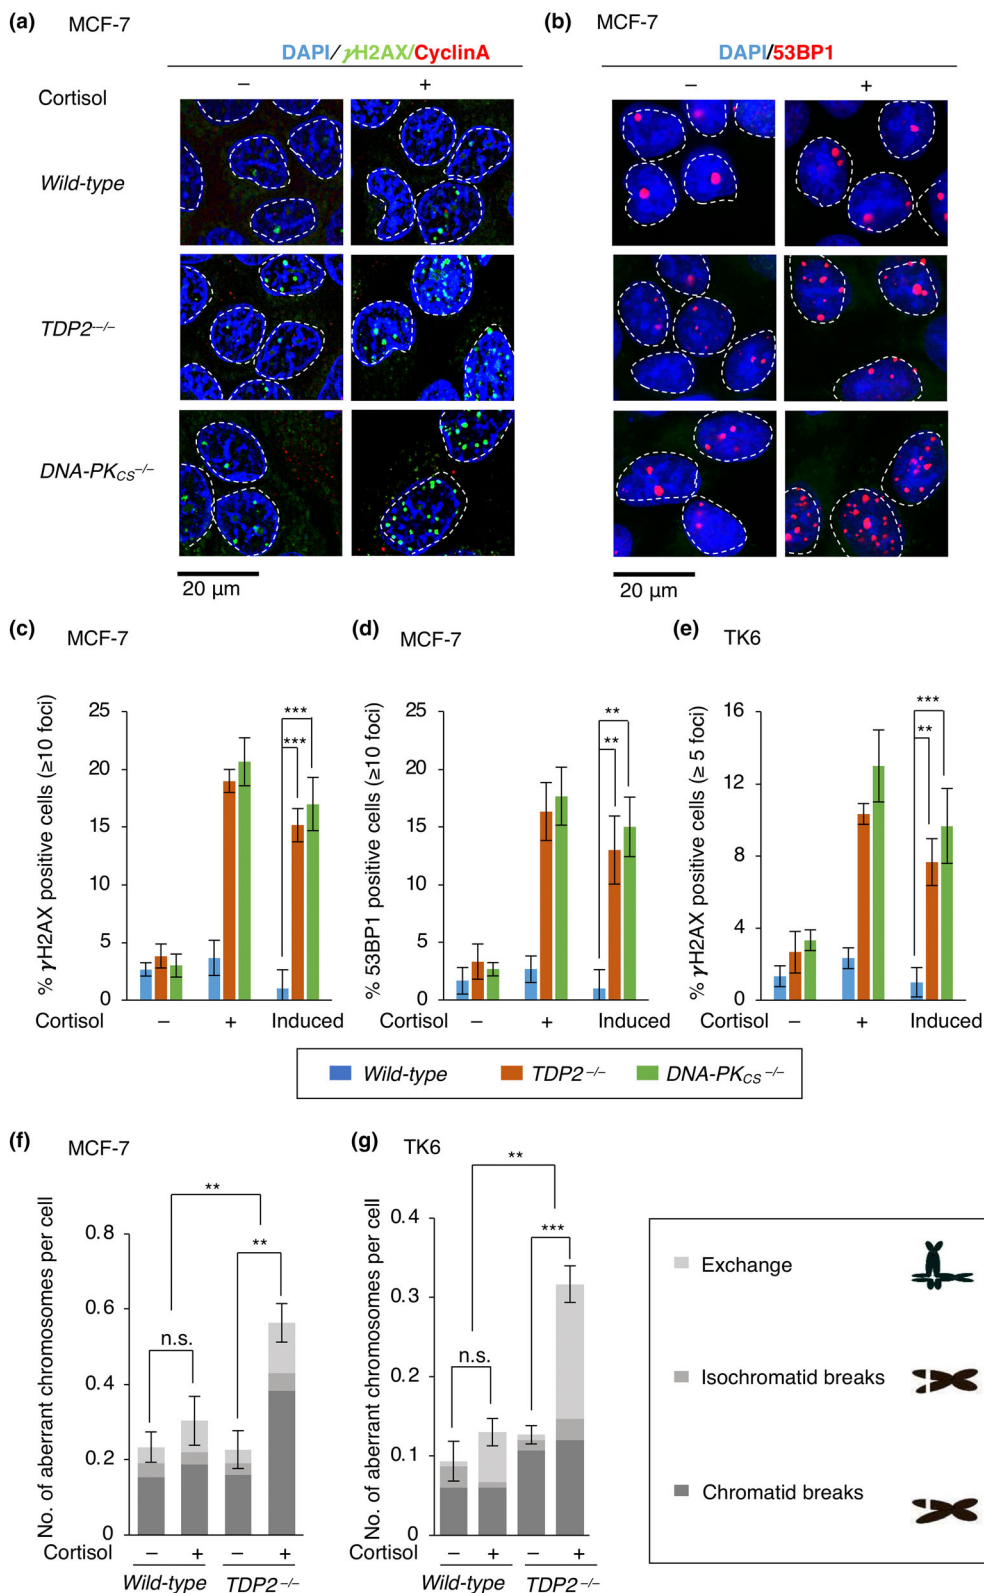 (a) MCF-7
DAPI/γH2AX/CyclinA
Cortisol − +
Wild-type
TDP2−/−
DNA-PKCS−/−
20 μm
(b) MCF-7
DAPI/53BP1
− +
20 μm
(c) MCF-7
% γH2AX positive cells (≥10 foci)
25
20
15
10
5
0
*** 
***
Cortisol − + Induced
(d) MCF-7
% 53BP1 positive cells (≥10 foci)
25
20
15
10
5
0
**
**
− + Induced
(e) TK6
% γH2AX positive cells (≥ 5 foci)
16
12
8
4
0
***
**
Cortisol − + Induced
Wild-type TDP2−/− DNA-PKCS−/−
(f) MCF-7
No. of aberrant chromosomes per cell
0.8
0.6
0.4
0.2
0
**
**
n.s.
Cortisol − + − +
Wild-type TDP2−/−
(g) TK6
No. of aberrant chromosomes per cell
0.4
0.3
0.2
0.1
0
**
***
n.s.
Cortisol − + − +
Wild-type TDP2−/−
Exchange
Isochromatid breaks
Chromatid breaks